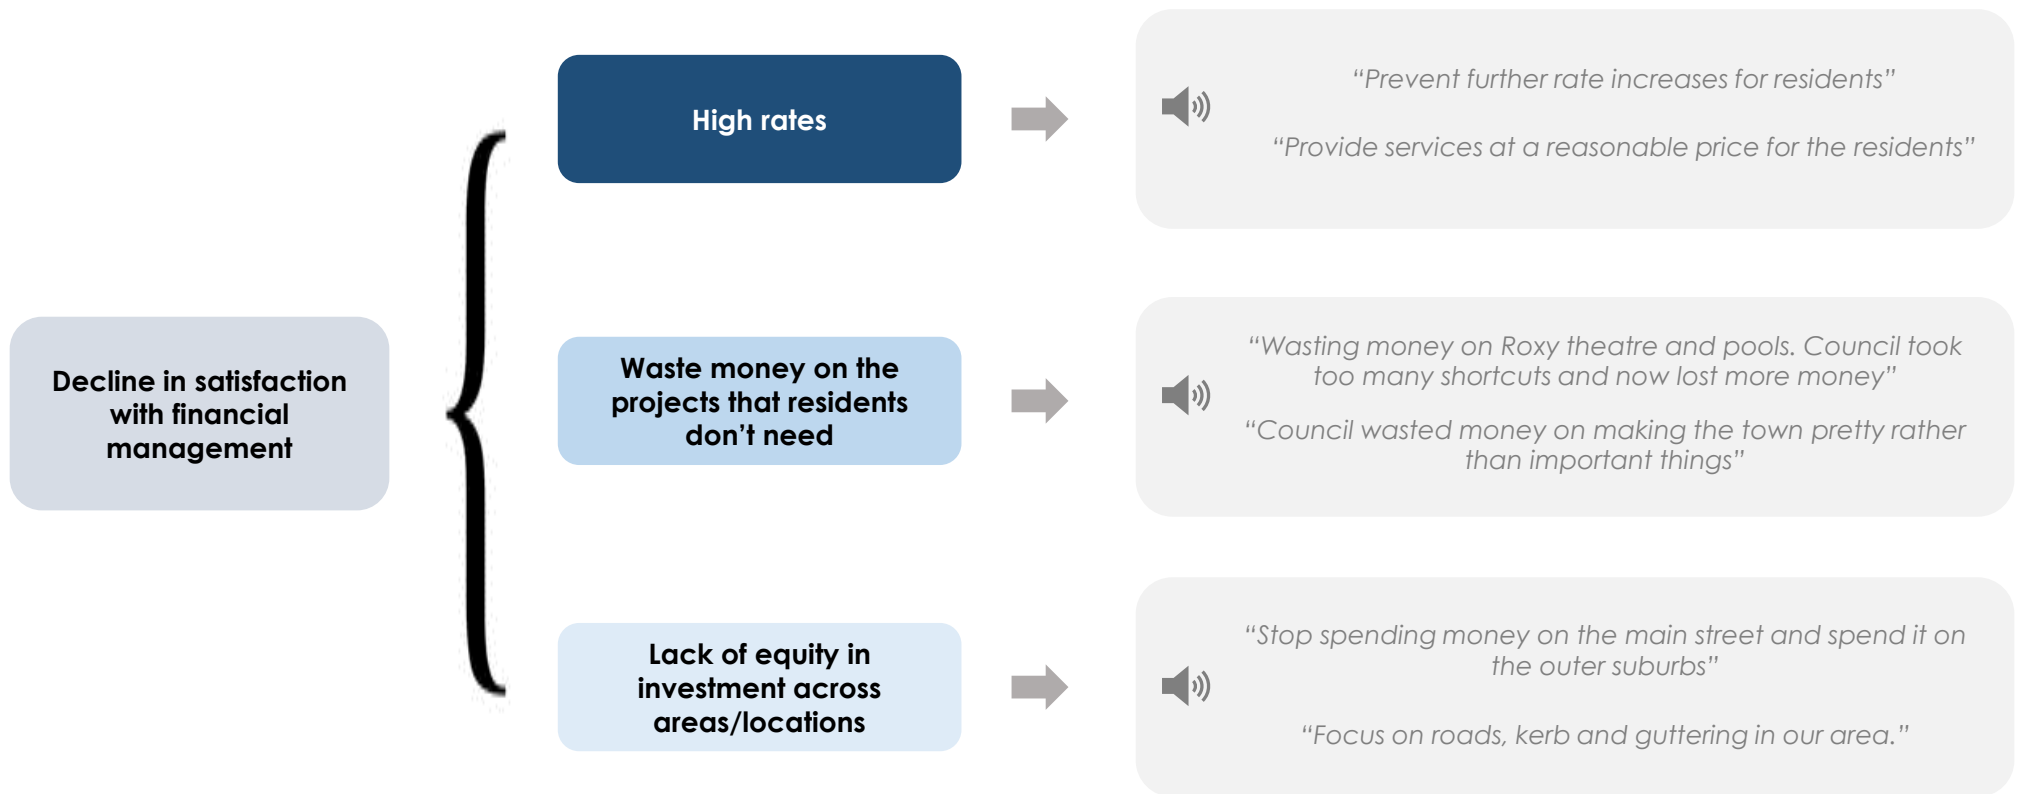 Decline in satisfaction
with financial
management
High rates
“Prevent further rate increases for residents”
“Provide services at a reasonable price for the residents”
Waste money on the
projects that residents
don’t need
“Wasting money on Roxy theatre and pools. Council took
too many shortcuts and now lost more money”
“Council wasted money on making the town pretty rather
than important things”
Lack of equity in
investment across
areas/locations
“Stop spending money on the main street and spend it on
the outer suburbs”
“Focus on roads, kerb and guttering in our area.”